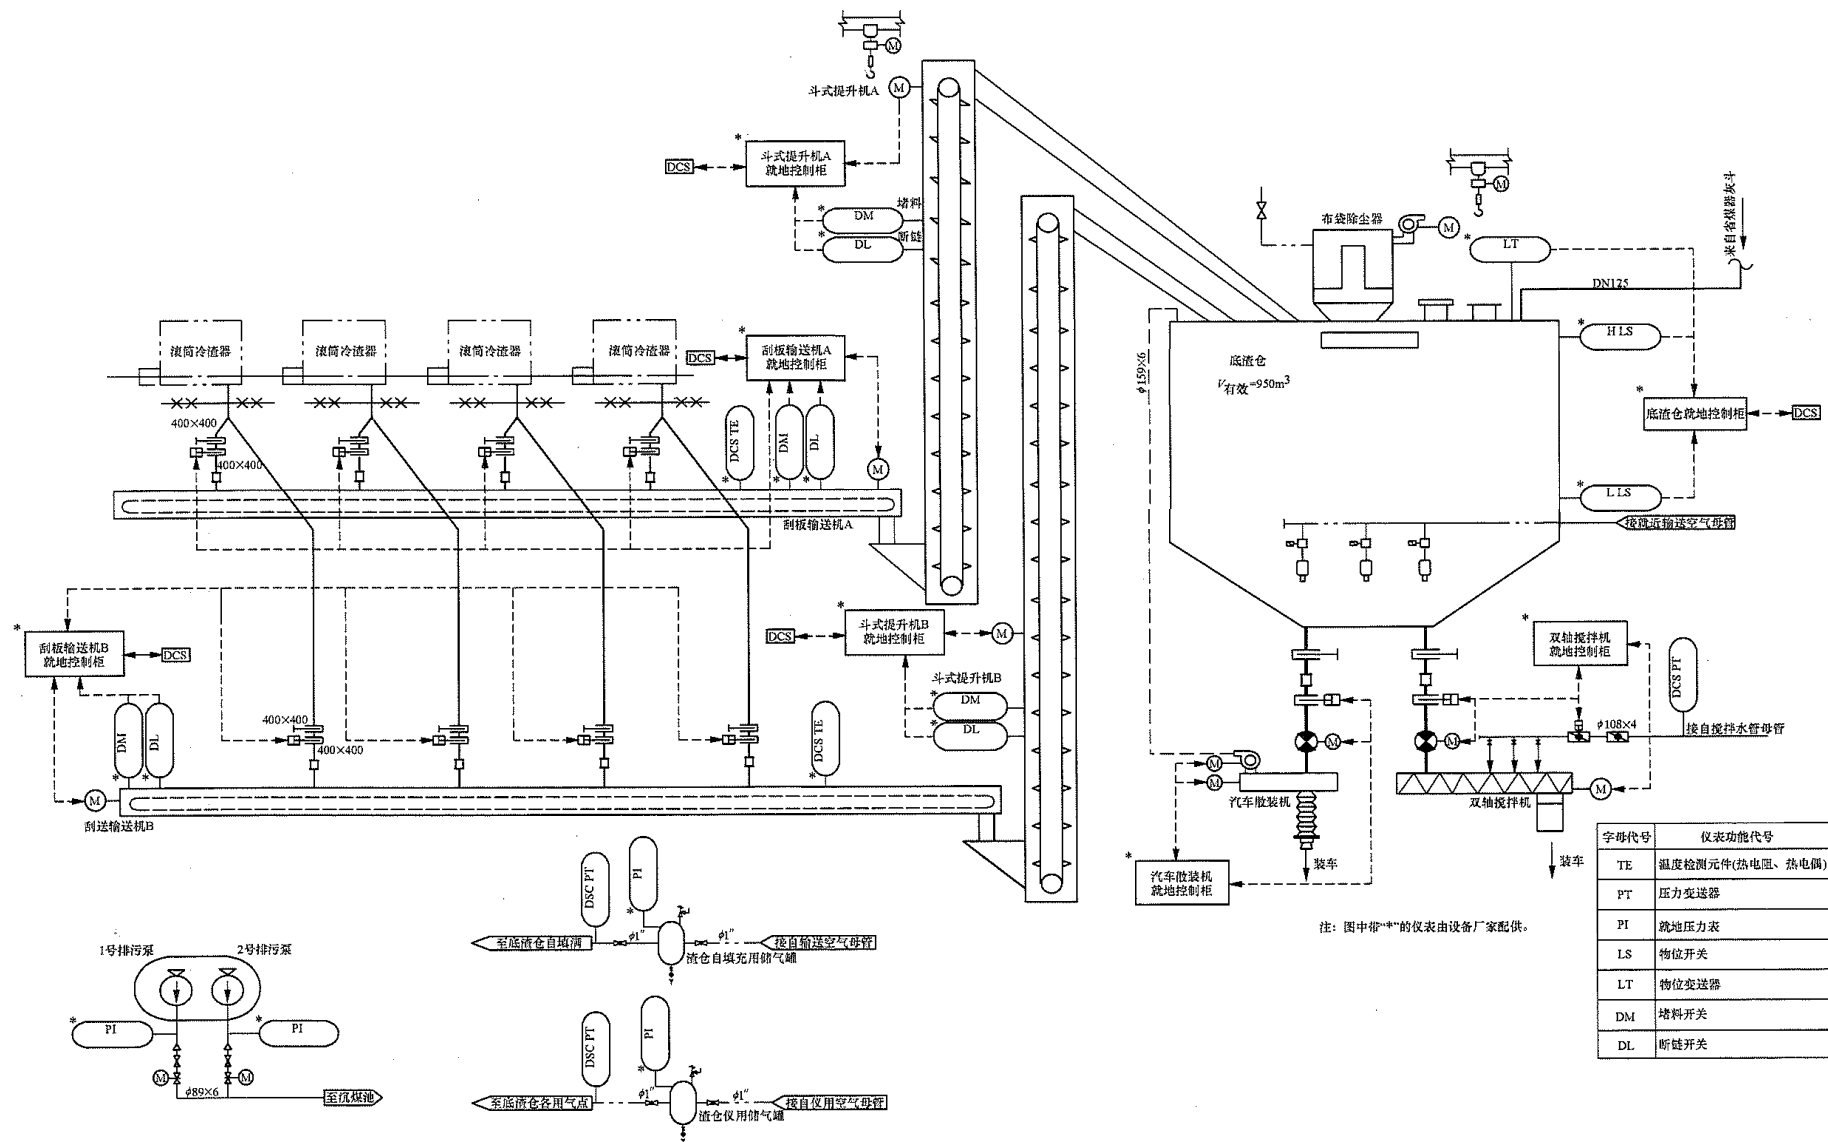 M
斗式提升机A
M
*
斗式提升机A
就地控制柜
DCS
*
DM
堵料
*
DL
断链
M
布袋除尘器
M
*
LT
来自省煤器灰斗
DN125
滚筒冷渣器
滚筒冷渣器
滚筒冷渣器
滚筒冷渣器
*
刮板输送机A
就地控制柜
DCS
φ159×6
底渣仓
V有效=950m³
*
H LS
*
底渣仓就地控制柜
DCS
400×400
400×400
DCS TE
*
DM
*
DL
*
M
*
L LS
刮板输送机A
接就近输送空气母管
*
刮板输送机B
就地控制柜
DCS
*
斗式提升机B
就地控制柜
DCS
M
*
双轴搅拌机
就地控制柜
DCS PT
斗式提升机B
*
DM
*
DL
400×400
400×400
DM
*
DL
*
DCS TE
*
M
M
φ108×4
接自搅拌水管母管
M
M
M
刮送输送机B
汽车散装机
双轴搅拌机
M
装车
装车
*
汽车散装机
就地控制柜
注：图中带“*”的仪表由设备厂家配供。
字母代号 仪表功能代号
TE 温度检测元件(热电阻、热电偶)
PT 压力变送器
PI 就地压力表
LS 物位开关
LT 物位变送器
DM 堵料开关
DL 断链开关
DSC PT
PI
*
至底渣仓自填满
φ1″
φ1″
接自输送空气母管
渣仓自填充用储气罐
1号排污泵
2号排污泵
*
PI
*
PI
M
M
φ89×6
至沉煤池
DSC PT
PI
*
至底渣仓各用气点
φ1″
φ1″
接自仪用空气母管
渣仓仪用储气罐